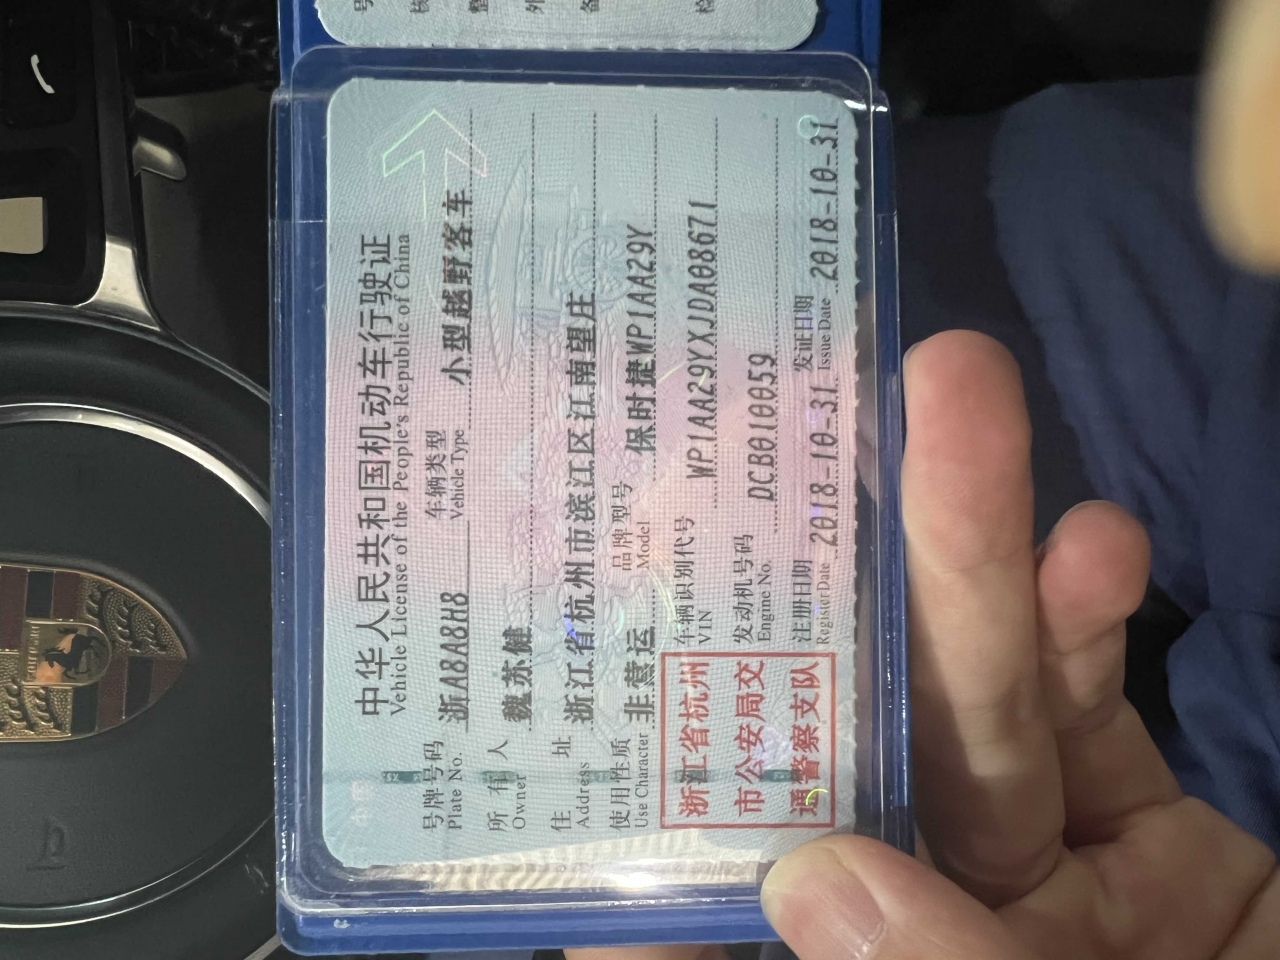 中华人民共和国机动车行驶证
Vehicle License of the People's Republic of China
号牌号码 浙A8A8H8 车辆类型 小型越野客车
Plate No. Vehicle Type
所有人 魏苏健
Owner
住址 浙江省杭州市滨江区江南望庄
Address
使用性质 非营运 品牌型号 保时捷WP1AA29Y
Use Character Model
浙江省杭州
市公安局交
通警察支队
车辆识别代号 WP1AA29YXJDA08671
VIN
发动机号码 DCB010059
Engine No.
注册日期 2018-10-31 发证日期 2018-10-31
Register Date Issue Date